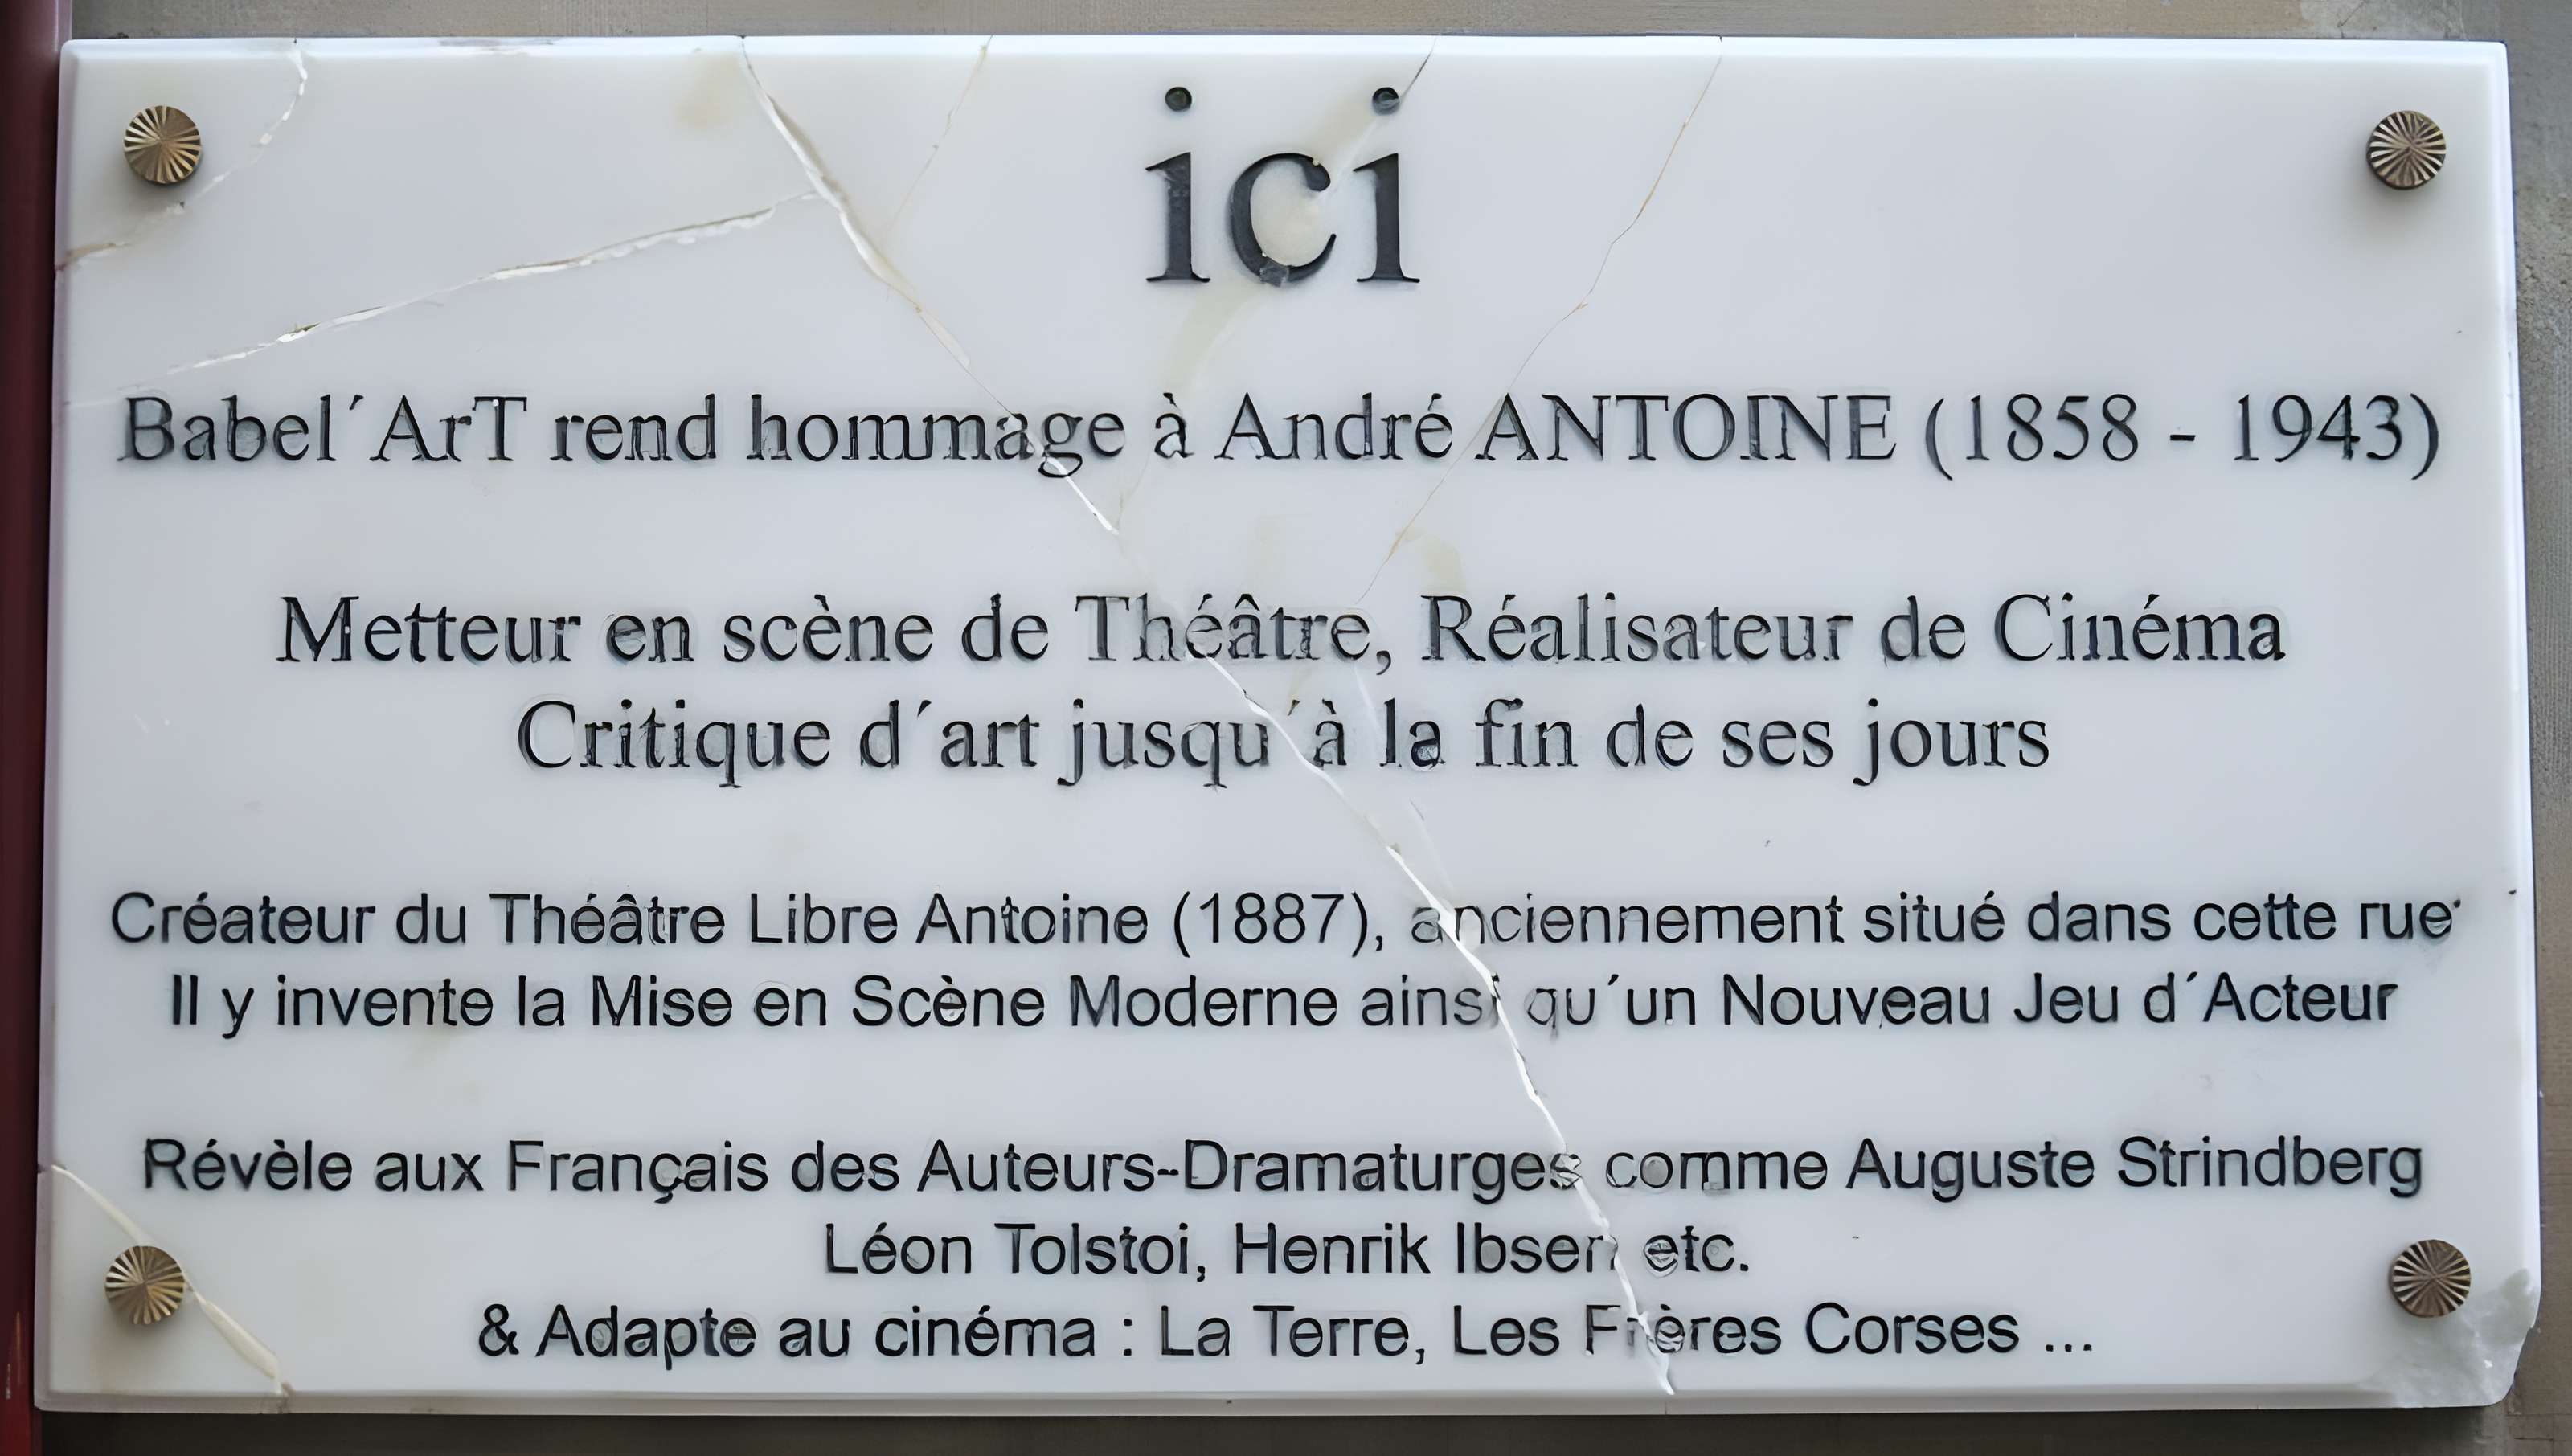 ici
Babel´ArT rend hommage à André ANTOINE (1858 - 1943)
Metteur en scène de Théâtre, Réalisateur de Cinéma
Critique d´art jusqu´à la fin de ses jours
Créateur du Théâtre Libre Antoine (1887), anciennement situé dans cette rue
Il y invente la Mise en Scène Moderne ainsi qu´un Nouveau Jeu d´Acteur
Révèle aux Français des Auteurs-Dramaturges comme Auguste Strindberg
Léon Tolstoi, Henrik Ibsen etc.
& Adapte au cinéma : La Terre, Les Frères Corses ...